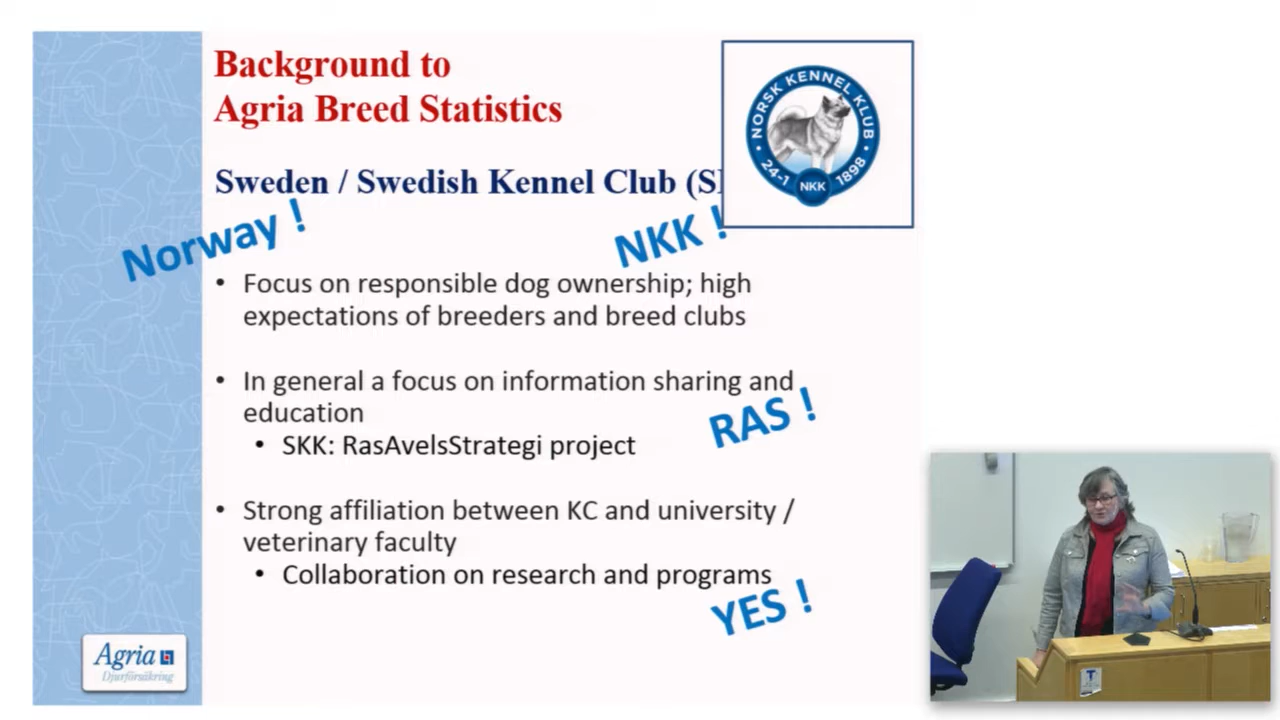 Background to
Agria Breed Statistics
NORSK KENNEL KLUB
24-1
NKK
1898
Sweden / Swedish Kennel Club
Norway !
NKK !
• Focus on responsible dog ownership; high
expectations of breeders and breed clubs
• In general a focus on information sharing and
education
RAS !
• SKK: RasAvelsStrategi project
• Strong affiliation between KC and university /
veterinary faculty
• Collaboration on research and programs
YES !
Agria
Djurförsäkring